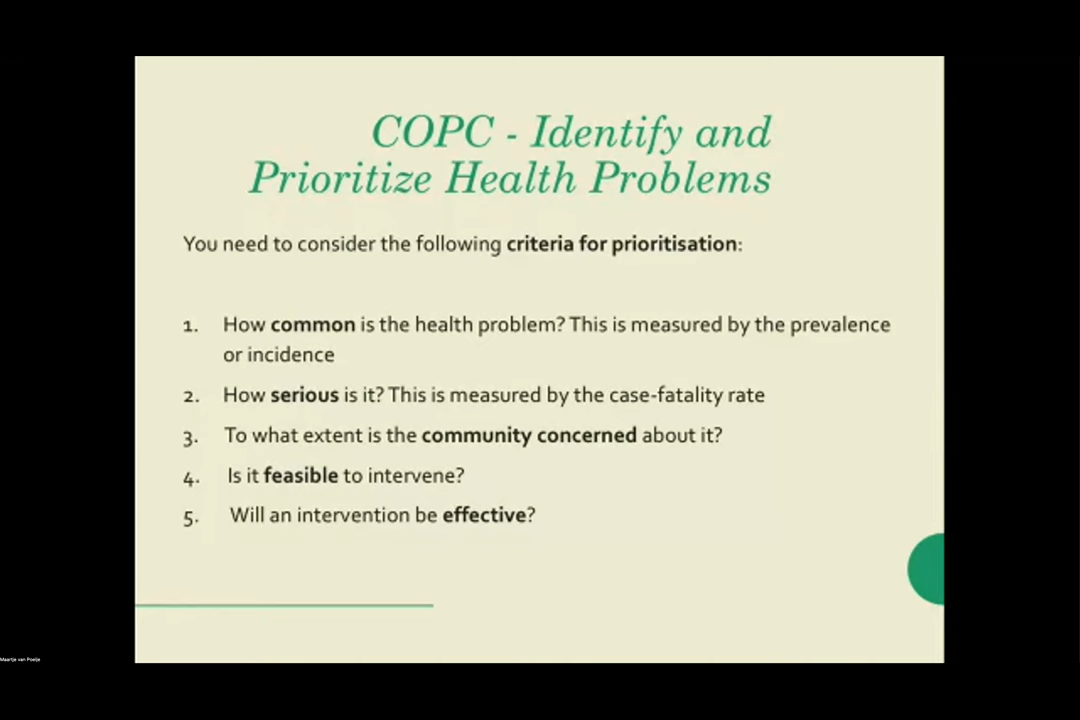 COPC - Identify and
Prioritize Health Problems
You need to consider the following criteria for prioritisation:
1. How common is the health problem? This is measured by the prevalence
or incidence
2. How serious is it? This is measured by the case-fatality rate
3. To what extent is the community concerned about it?
4. Is it feasible to intervene?
5. Will an intervention be effective?